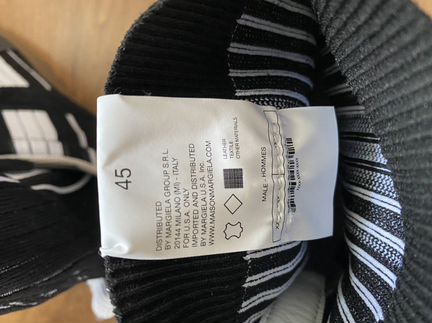 45
DISTRIBUTED
BY MARGIELA GROUP S.R.L.
20144 MILANO (MI) - ITALY
FOR U.S.A. ONLY
IMPORTED AND DISTRIBUTED
BY MARGIELA U.S.A. Inc.
WWW.MAISONMARGIELA.COM
LEATHER
TEXTILE
OTHER MATERIALS
MALE - HOMMES